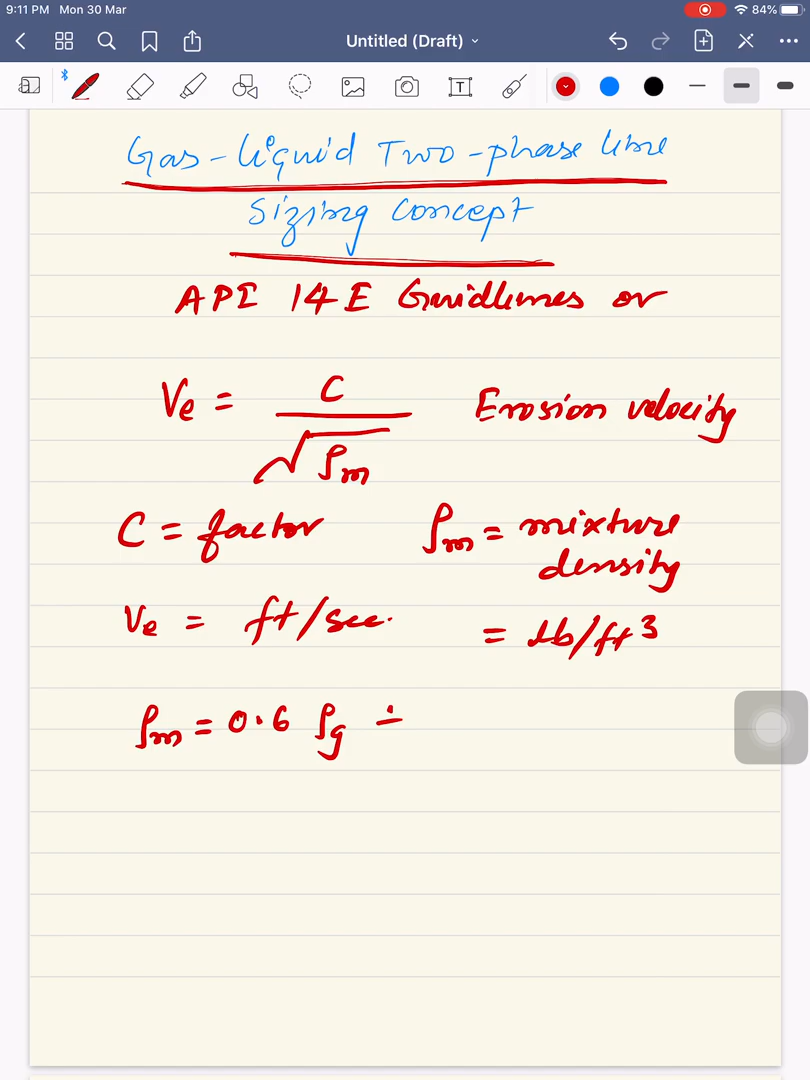 9:11 PM Mon 30 Mar 84%
Untitled (Draft)
Gas-liquid Two-phase line
Sizing Concept
API 14E Guidlines or
Ve = C / √ρm Erosion velocity
C = factor ρm = mixture
density
Ve = ft/sec. = lb/ft³
ρm = 0.6 ρg ÷